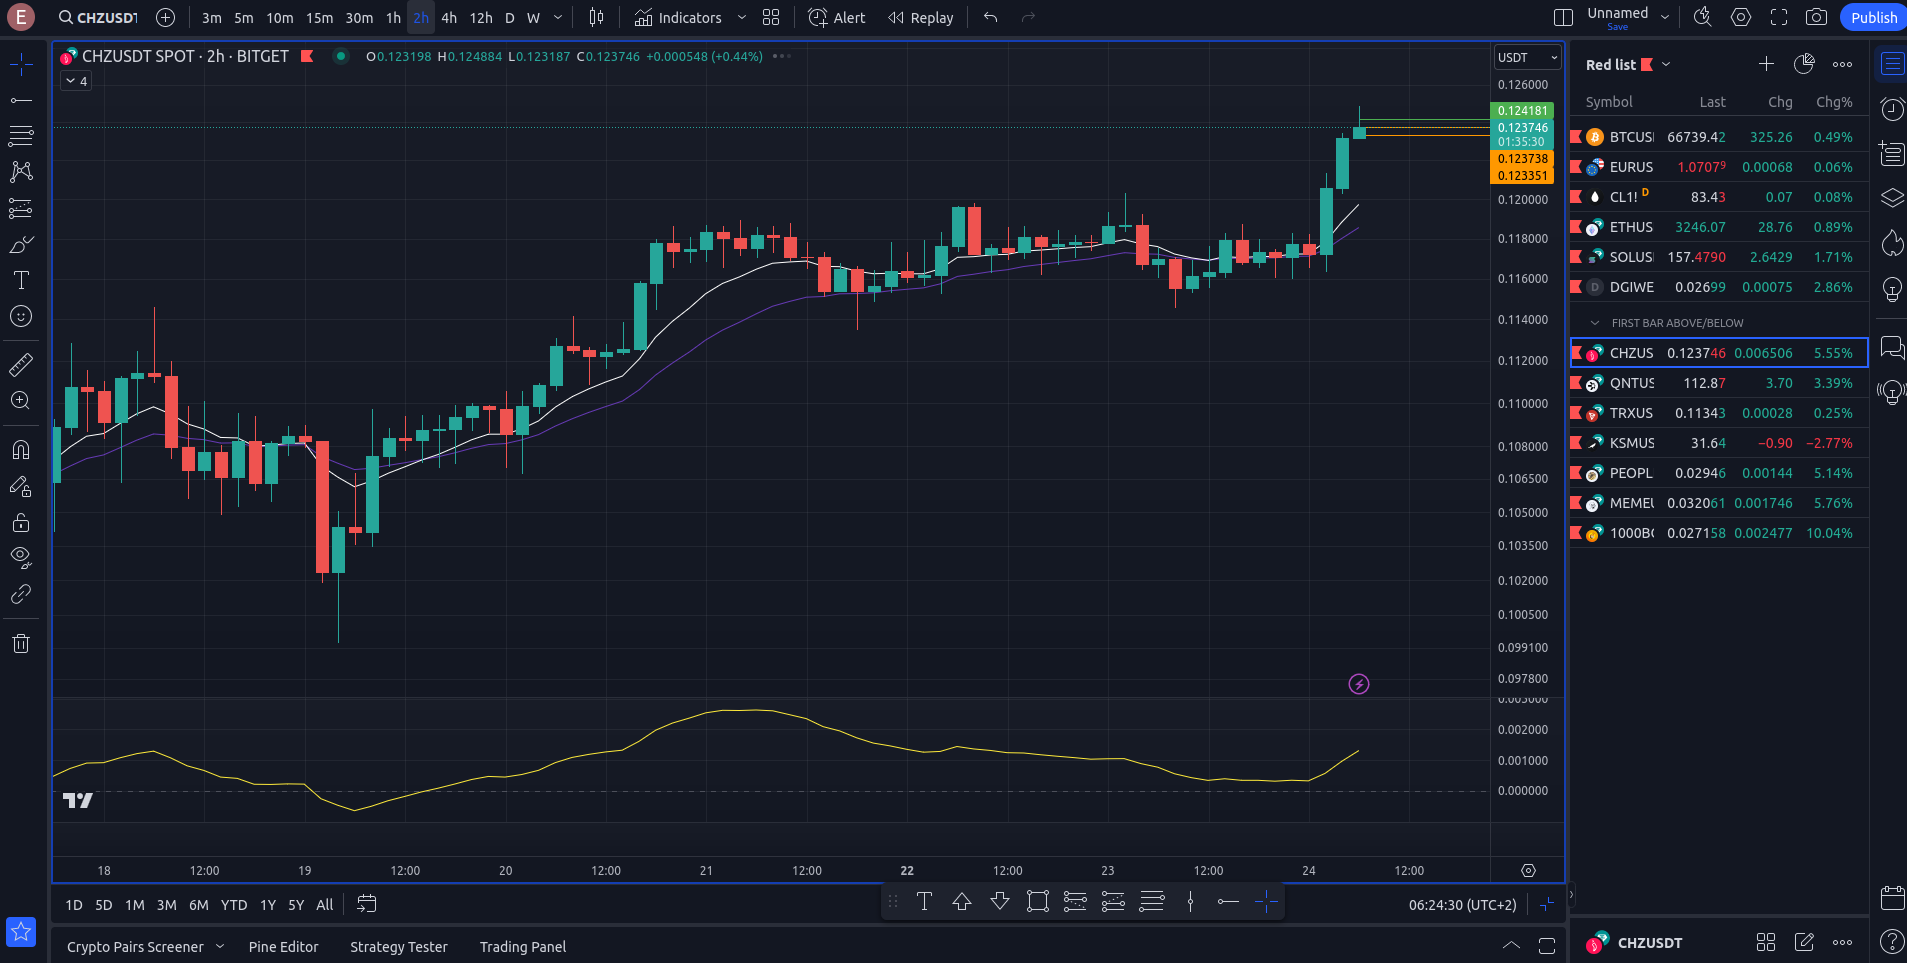 E
CHZUSDT
3m 5m 10m 15m 30m 1h 2h 4h 12h D W
Indicators
Alert
Replay
Unnamed
Save
Publish
CHZUSDT SPOT · 2h · BITGET
O0.123198 H0.124884 L0.123187 C0.123746 +0.000548 (+0.44%)
4
USDT
0.126000
0.124181
0.123746
01:35:30
0.123738
0.123351
0.120000
0.118000
0.116000
0.114000
0.112000
0.110000
0.108000
0.106500
0.105000
0.103500
0.102000
0.100500
0.099100
0.097800
0.003000
0.002000
0.001000
0.000000
18 12:00 19 12:00 20 12:00 21 12:00 22 12:00 23 12:00 24 12:00
1D 5D 1M 3M 6M YTD 1Y 5Y All
06:24:30 (UTC+2)
Crypto Pairs Screener
Pine Editor
Strategy Tester
Trading Panel
Red list
Symbol Last Chg Chg%
BTCUS 66739.42 325.26 0.49%
EURUS 1.07079 0.00068 0.06%
CL1! D 83.43 0.07 0.08%
ETHUS 3246.07 28.76 0.89%
SOLUS 157.4790 2.6429 1.71%
D DGIWE 0.02699 0.00075 2.86%
FIRST BAR ABOVE/BELOW
CHZUS 0.123746 0.006506 5.55%
QNTUS 112.87 3.70 3.39%
TRXUS 0.11343 0.00028 0.25%
KSMUS 31.64 −0.90 −2.77%
PEOPL 0.02946 0.00144 5.14%
MEMEU 0.032061 0.001746 5.76%
1000BO 0.027158 0.002477 10.04%
CHZUSDT